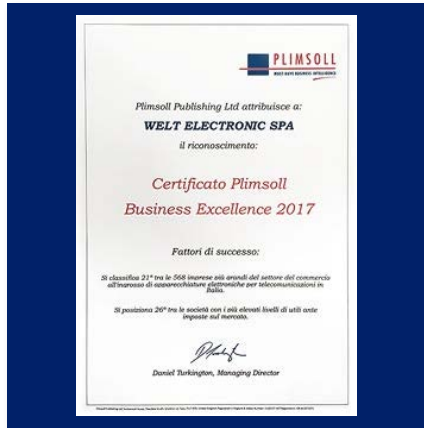 PLIMSOLL
Plimsoll Publishing Ltd attribuisce a:
WELT ELECTRONIC SPA
il riconoscimento:
Certificato Plimsoll
Business Excellence 2017
Fattori di successo:
Si classifica 21ª tra le 568 imprese più grandi del settore del commercio
all'ingrosso di apparecchiature elettroniche per telecomunicazioni in
Italia.
Si posiziona 26ª tra le società con i più elevati livelli di utili ante
imposte sul mercato.
Daniel Turkington, Managing Director